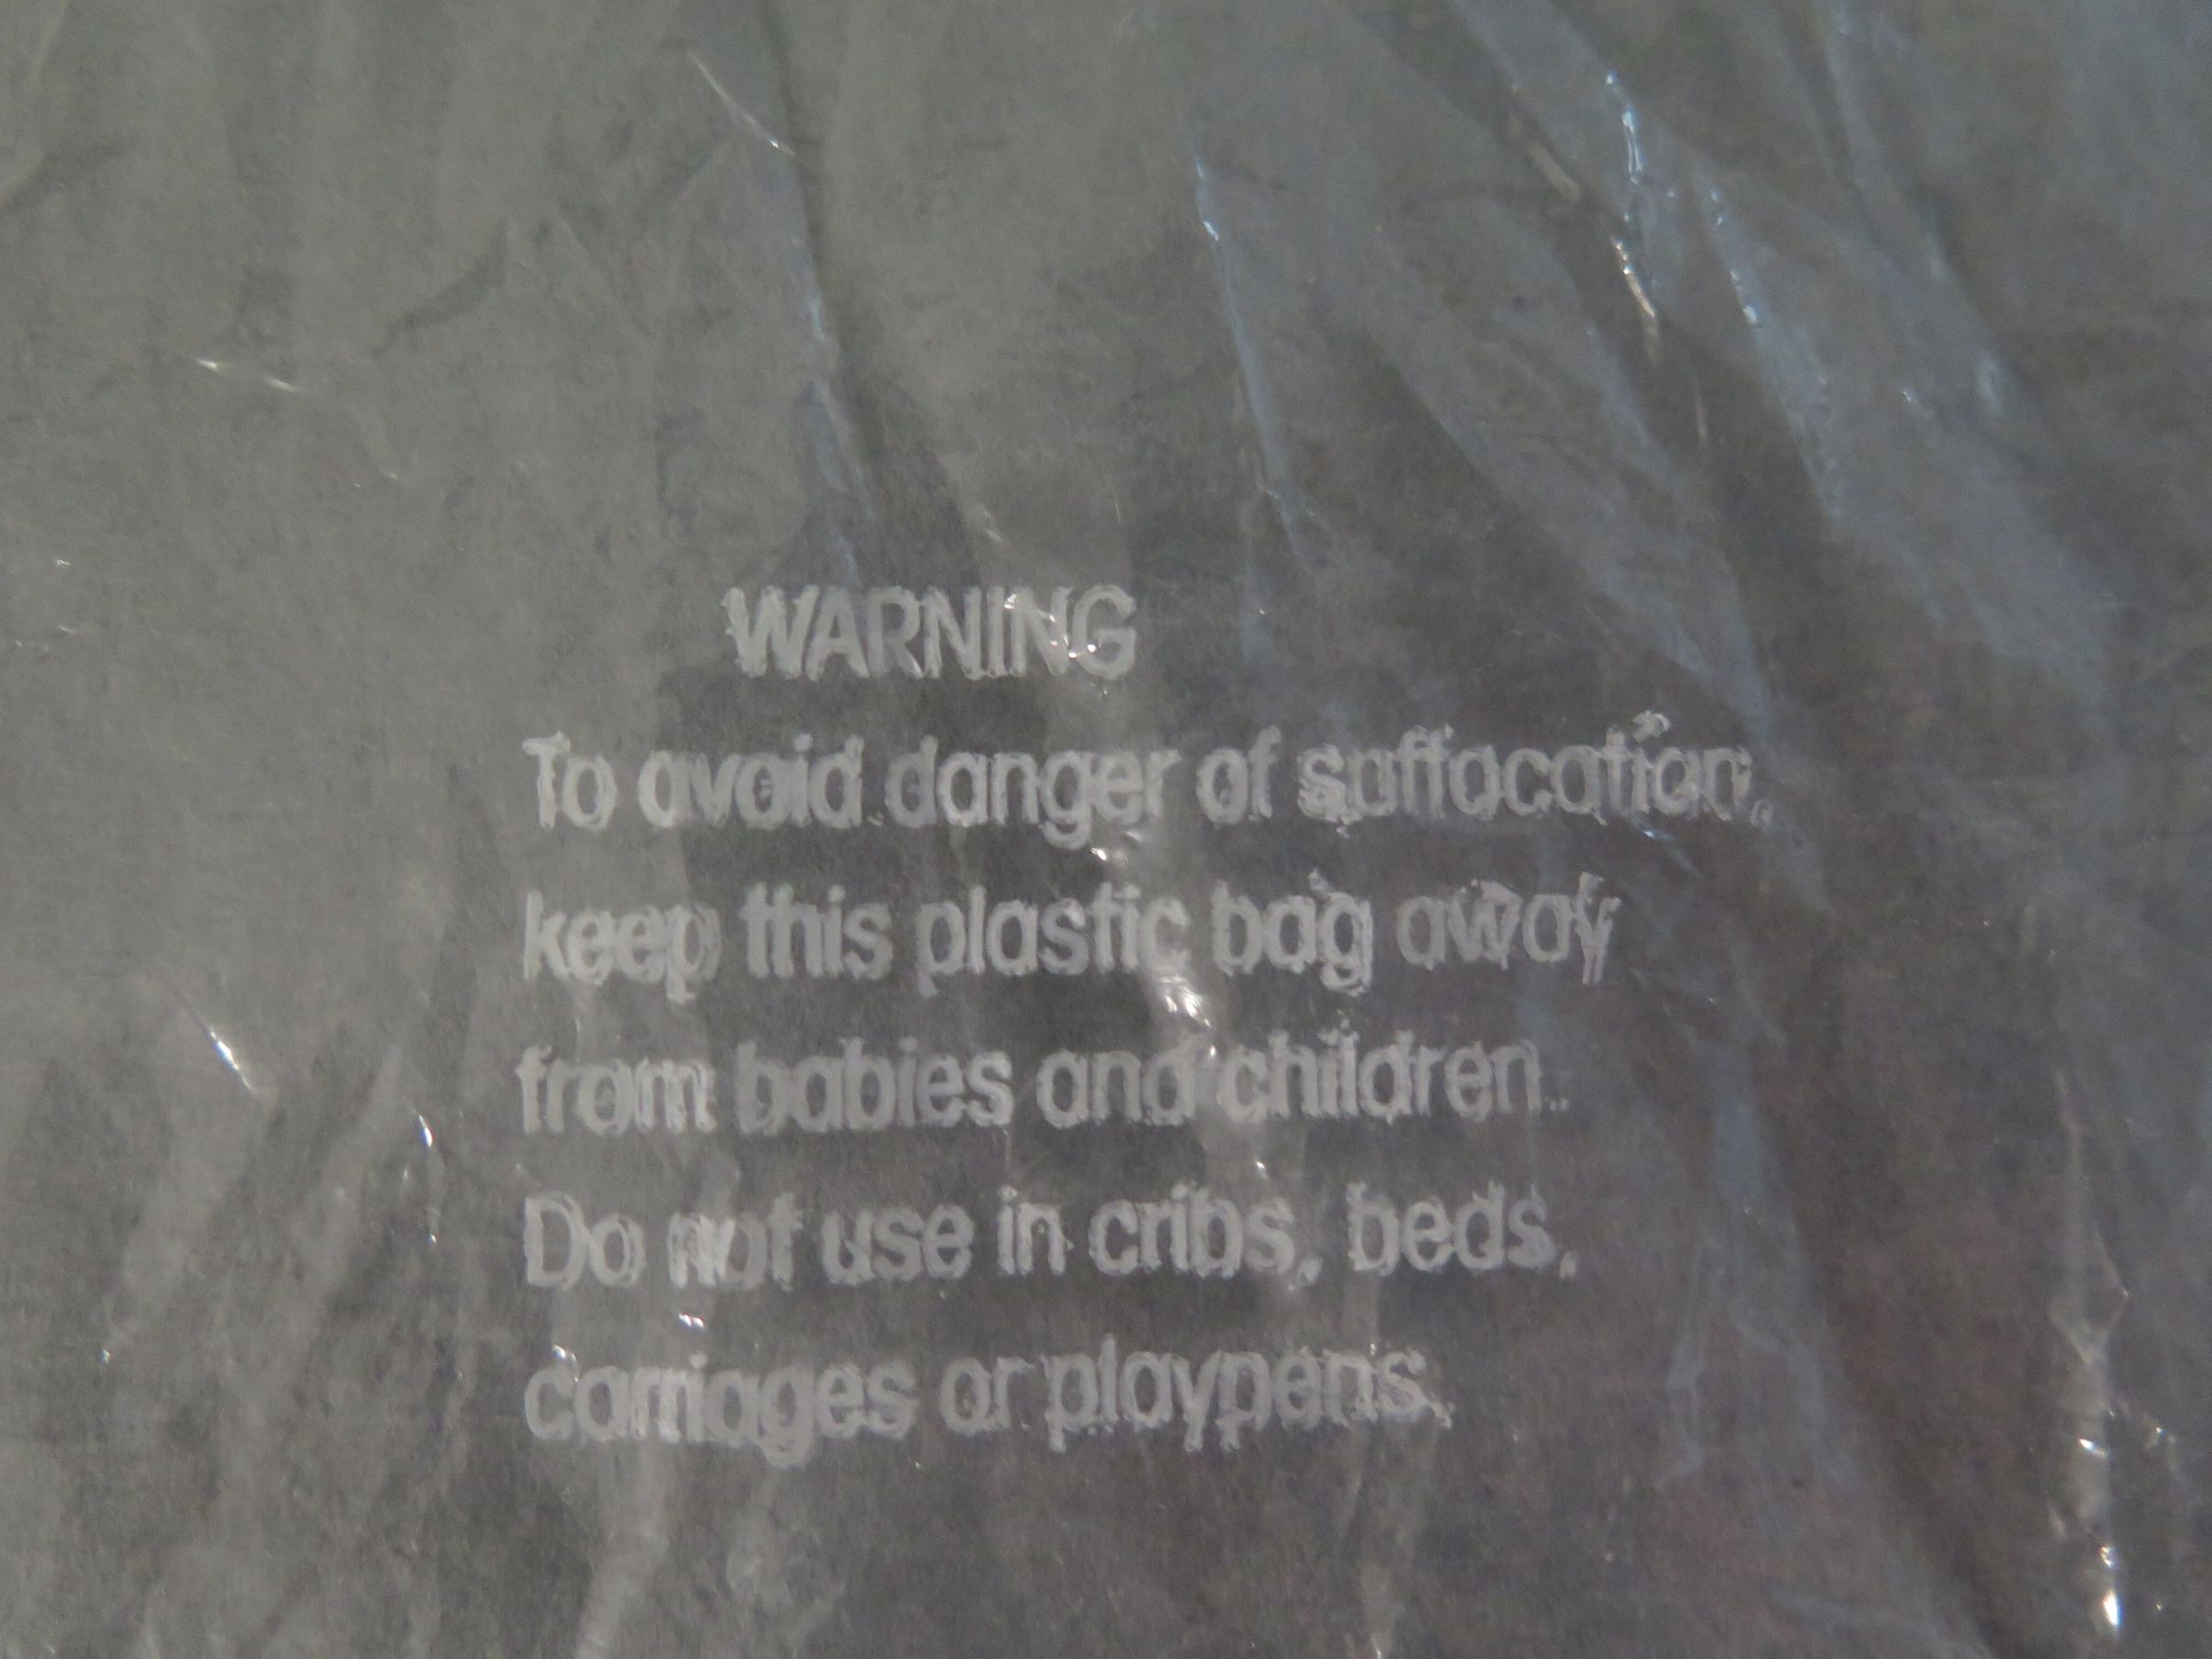 WARNING
To avoid danger of suffocation,
keep this plastic bag away
from babies and children.
Do not use in cribs, beds,
carriages or playpens.